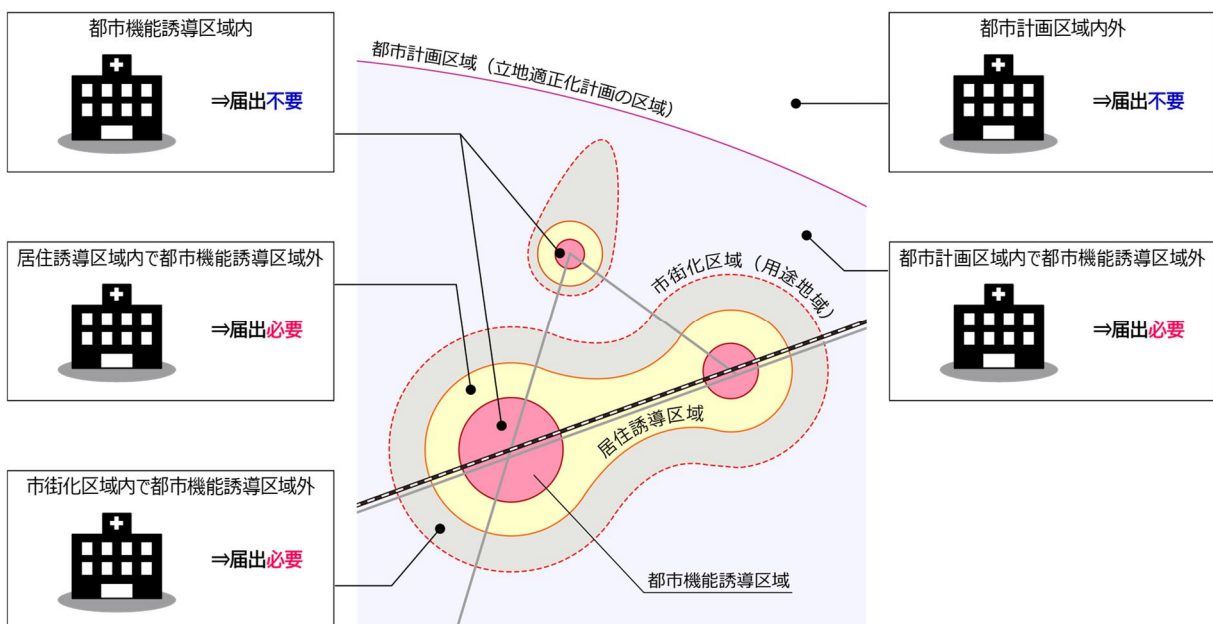 都市機能誘導区域内
⇒届出不要
居住誘導区域内で都市機能誘導区域外
⇒届出必要
市街化区域内で都市機能誘導区域外
⇒届出必要
都市計画区域（立地適正化計画の区域）
市街化区域（用途地域）
居住誘導区域
都市機能誘導区域
都市計画区域内外
⇒届出不要
都市計画区域内で都市機能誘導区域外
⇒届出必要